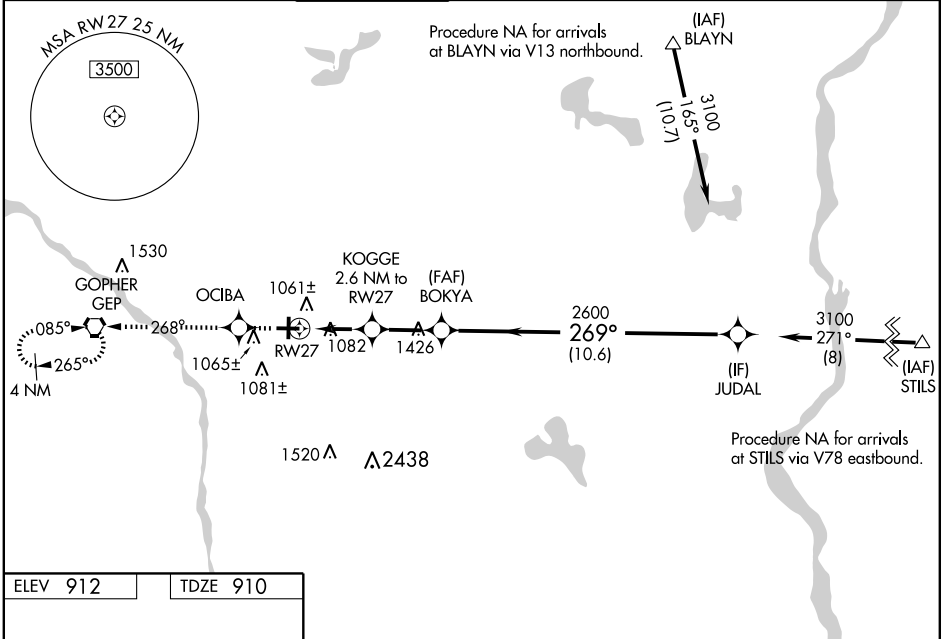 MSA RW27 25 NM
3500
Procedure NA for arrivals
at BLAYN via V13 northbound.
(IAF)
BLAYN
3100
165°
(10.7)
1530
GOPHER
GEP
OCIBA
1061±
KOGGE
2.6 NM to
RW27
(FAF)
BOKYA
085°
268°
265°
4 NM
1065±
RW27
1082
1426
1081±
2600
269°
(10.6)
(IF)
JUDAL
3100
271°
(8)
(IAF)
STILS
1520
2438
Procedure NA for arrivals
at STILS via V78 eastbound.
ELEV 912
TDZE 910